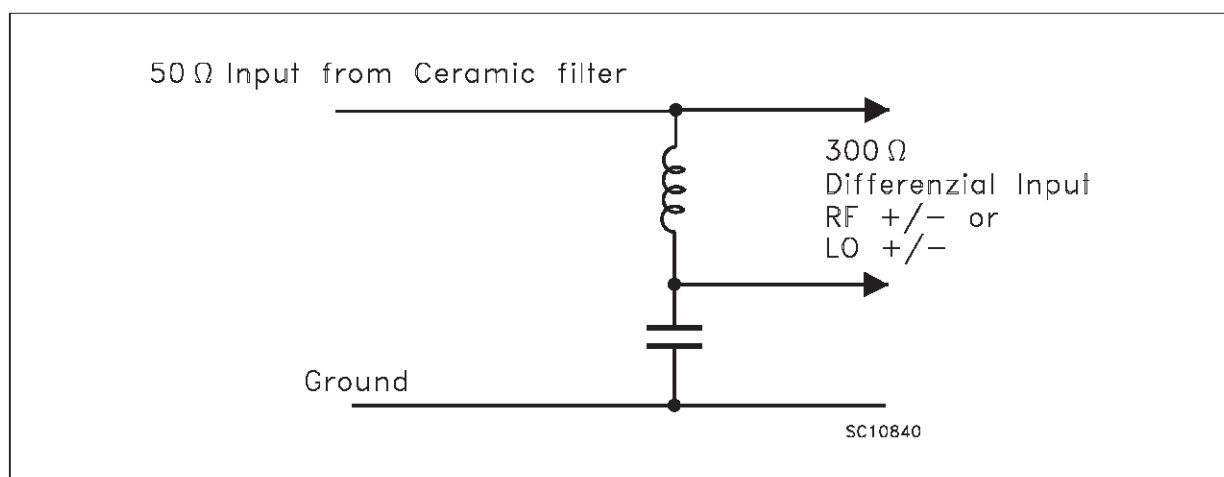 50 Ω Input from Ceramic filter
300 Ω
Differenzial Input
RF +/− or
LO +/−
Ground
SC10840